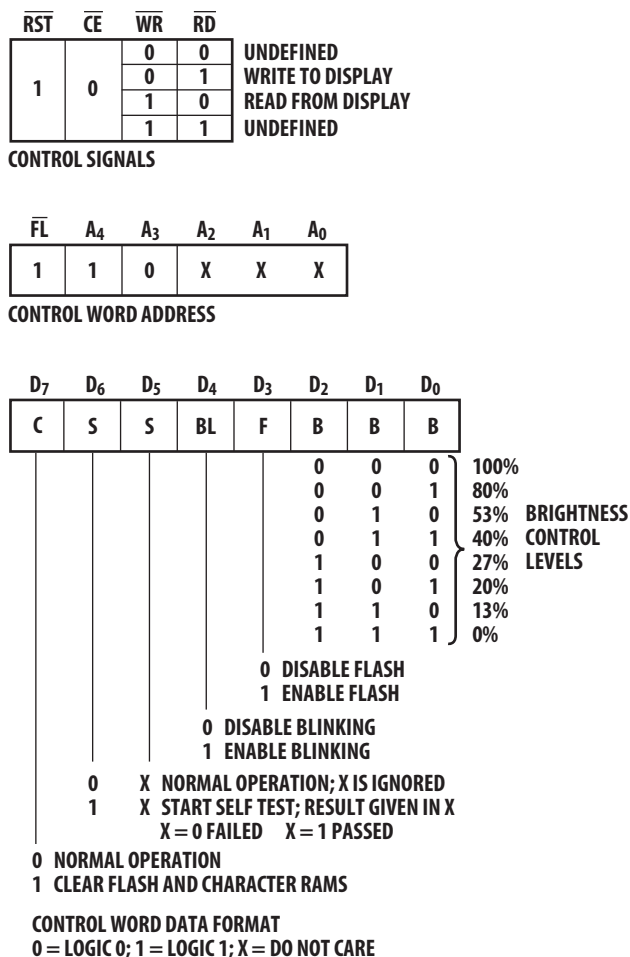 RST CE WR RD
0 0 UNDEFINED
1 0 0 1 WRITE TO DISPLAY
1 0 READ FROM DISPLAY
1 1 UNDEFINED
CONTROL SIGNALS
FL A4 A3 A2 A1 A0
1 1 0 X X X
CONTROL WORD ADDRESS
D7 D6 D5 D4 D3 D2 D1 D0
C S S BL F B B B
0 0 0 100%
0 0 1 80%
0 1 0 53% BRIGHTNESS
0 1 1 40% CONTROL
1 0 0 27% LEVELS
1 0 1 20%
1 1 0 13%
1 1 1 0%
0 DISABLE FLASH
1 ENABLE FLASH
0 DISABLE BLINKING
1 ENABLE BLINKING
0 X NORMAL OPERATION; X IS IGNORED
1 X START SELF TEST; RESULT GIVEN IN X
X = 0 FAILED X = 1 PASSED
0 NORMAL OPERATION
1 CLEAR FLASH AND CHARACTER RAMS
CONTROL WORD DATA FORMAT
0 = LOGIC 0; 1 = LOGIC 1; X = DO NOT CARE